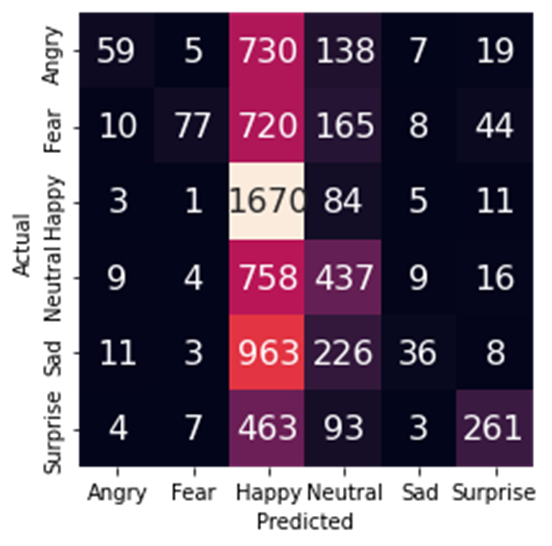 Angry 59 5 730 138 7 19
Fear 10 77 720 165 8 44
Happy 3 1 1670 84 5 11
Neutral 9 4 758 437 9 16
Sad 11 3 963 226 36 8
Surprise 4 7 463 93 3 261
Actual
Angry Fear Happy Neutral Sad Surprise
Predicted